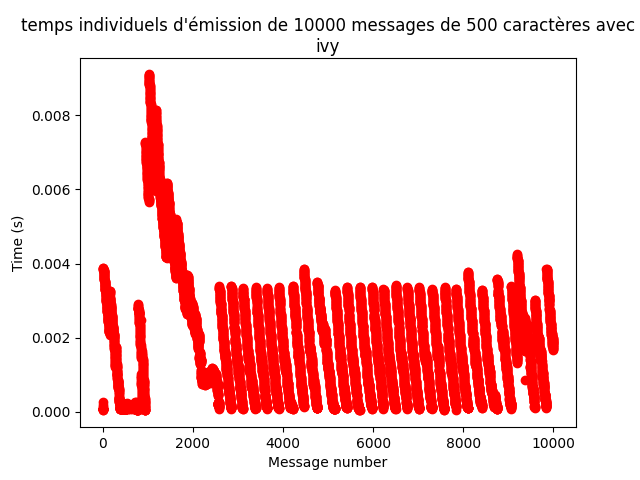 temps individuels d'émission de 10000 messages de 500 caractères avec
ivy
0.008
0.006
0.004
0.002
0.000
Time (s)
0 2000 4000 6000 8000 10000
Message number